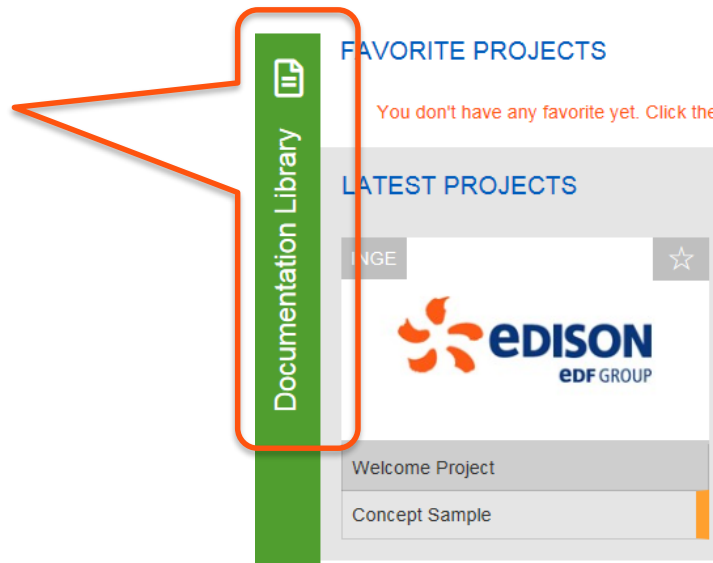 Documentation Library
FAVORITE PROJECTS
You don't have any favorite yet. Click the
LATEST PROJECTS
INGE
eDISON
eDF GROUP
Welcome Project
Concept Sample